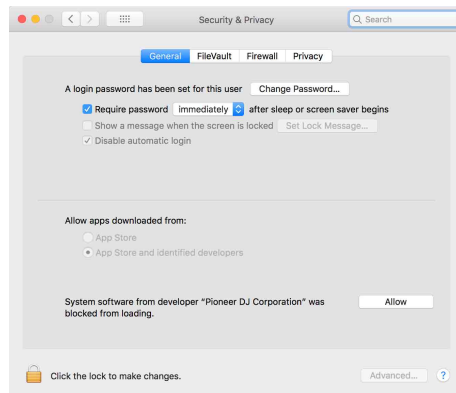 Security & Privacy
Search
General FileVault Firewall Privacy
A login password has been set for this user Change Password...
Require password immediately after sleep or screen saver begins
Show a message when the screen is locked Set Lock Message...
Disable automatic login
Allow apps downloaded from:
App Store
App Store and identified developers
System software from developer “Pioneer DJ Corporation” was Allow
blocked from loading.
Click the lock to make changes. Advanced... ?